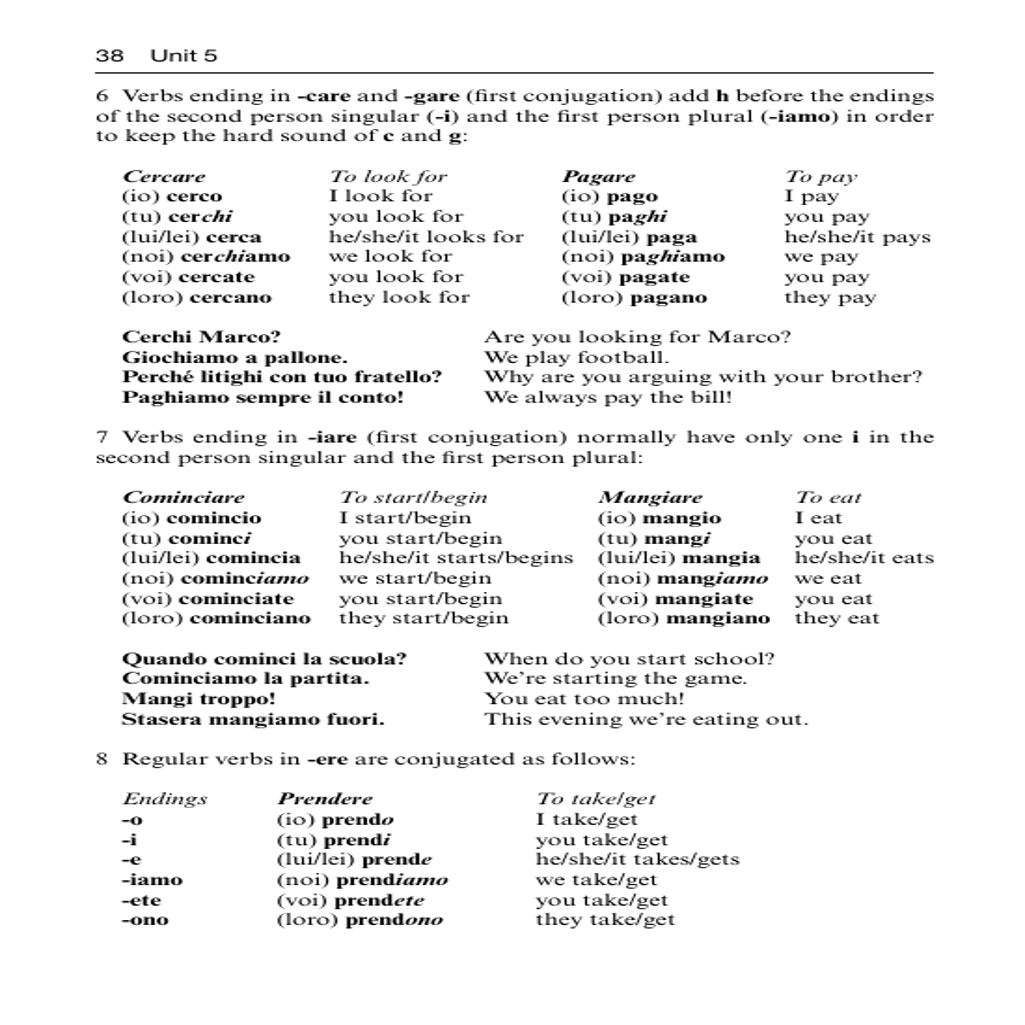 38 Unit 5
6 Verbs ending in -care and -gare (first conjugation) add h before the endings
of the second person singular (-i) and the first person plural (-iamo) in order
to keep the hard sound of c and g:
Cercare To look for Pagare To pay
(io) cerco I look for (io) pago I pay
(tu) cerchi you look for (tu) paghi you pay
(lui/lei) cerca he/she/it looks for (lui/lei) paga he/she/it pays
(noi) cerchiamo we look for (noi) paghiamo we pay
(voi) cercate you look for (voi) pagate you pay
(loro) cercano they look for (loro) pagano they pay
Cerchi Marco? Are you looking for Marco?
Giochiamo a pallone. We play football.
Perché litighi con tuo fratello? Why are you arguing with your brother?
Paghiamo sempre il conto! We always pay the bill!
7 Verbs ending in -iare (first conjugation) normally have only one i in the
second person singular and the first person plural:
Cominciare To start/begin Mangiare To eat
(io) comincio I start/begin (io) mangio I eat
(tu) cominci you start/begin (tu) mangi you eat
(lui/lei) comincia he/she/it starts/begins (lui/lei) mangia he/she/it eats
(noi) cominciamo we start/begin (noi) mangiamo we eat
(voi) cominciate you start/begin (voi) mangiate you eat
(loro) cominciano they start/begin (loro) mangiano they eat
Quando cominci la scuola? When do you start school?
Cominciamo la partita. We're starting the game.
Mangi troppo! You eat too much!
Stasera mangiamo fuori. This evening we're eating out.
8 Regular verbs in -ere are conjugated as follows:
Endings Prendere To take/get
-o (io) prendo I take/get
-i (tu) prendi you take/get
-e (lui/lei) prende he/she/it takes/gets
-iamo (noi) prendiamo we take/get
-ete (voi) prendete you take/get
-ono (loro) prendono they take/get